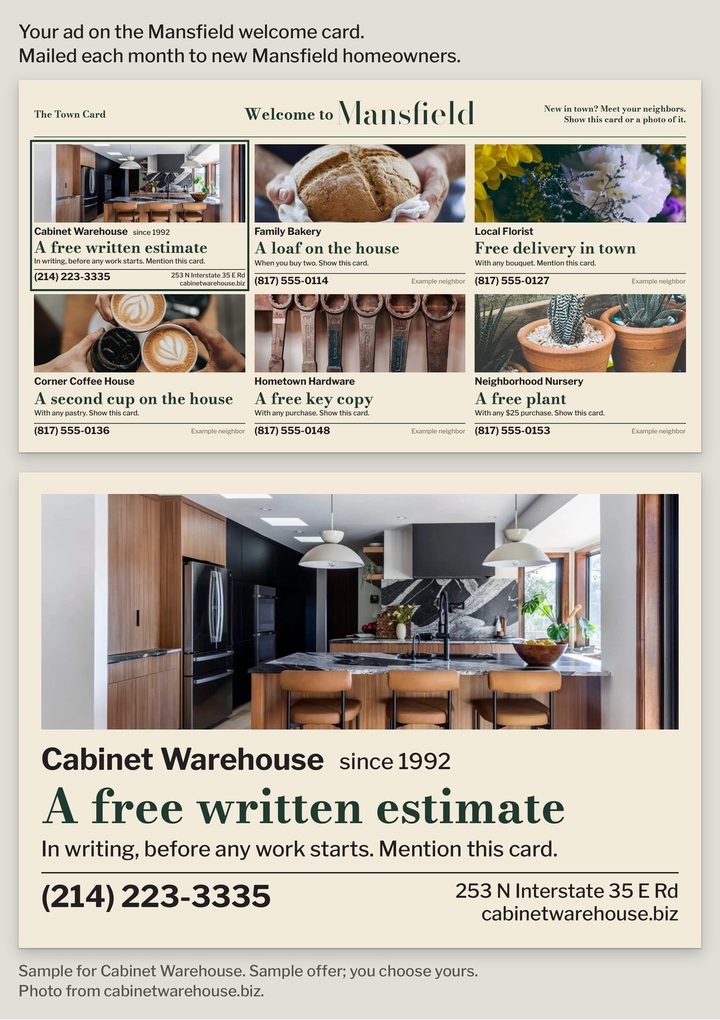 Your ad on the Mansfield welcome card.
Mailed each month to new Mansfield homeowners.
The Town Card
Welcome to Mansfield
New in town? Meet your neighbors.
Show this card or a photo of it.
Cabinet Warehouse since 1992
A free written estimate
In writing, before any work starts. Mention this card.
(214) 223-3335
253 N Interstate 35 E Rd
cabinetwarehouse.biz
Family Bakery
A loaf on the house
When you buy two. Show this card.
(817) 555-0114 Example neighbor
Local Florist
Free delivery in town
With any bouquet. Mention this card.
(817) 555-0127 Example neighbor
Corner Coffee House
A second cup on the house
With any pastry. Show this card.
(817) 555-0136 Example neighbor
Hometown Hardware
A free key copy
With any purchase. Show this card.
(817) 555-0148 Example neighbor
Neighborhood Nursery
A free plant
With any $25 purchase. Show this card.
(817) 555-0153 Example neighbor
Cabinet Warehouse since 1992
A free written estimate
In writing, before any work starts. Mention this card.
(214) 223-3335
253 N Interstate 35 E Rd
cabinetwarehouse.biz
Sample for Cabinet Warehouse. Sample offer; you choose yours.
Photo from cabinetwarehouse.biz.